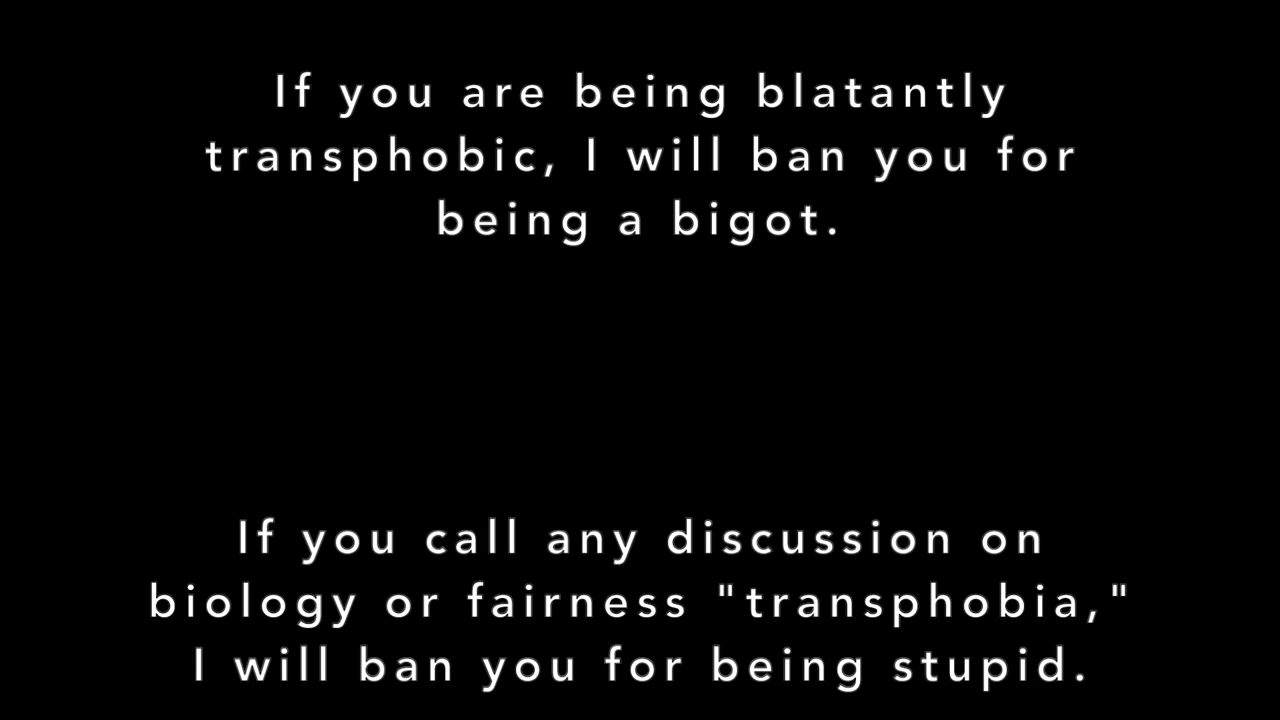 If you are being blatantly
transphobic, I will ban you for
being a bigot.
If you call any discussion on
biology or fairness "transphobia,"
I will ban you for being stupid.